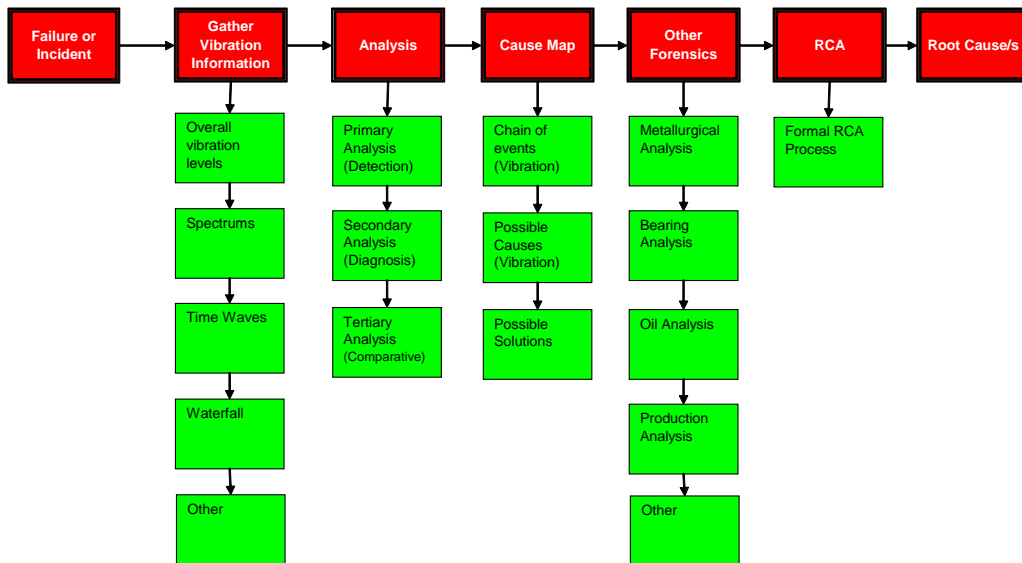 Failure or
Incident
Gather
Vibration
Information
Analysis
Cause Map
Other
Forensics
RCA
Root Cause/s
Overall
vibration
levels
Spectrums
Time Waves
Waterfall
Other
Primary
Analysis
(Detection)
Secondary
Analysis
(Diagnosis)
Tertiary
Analysis
(Comparative)
Chain of
events
(Vibration)
Possible
Causes
(Vibration)
Possible
Solutions
Metallurgical
Analysis
Bearing
Analysis
Oil Analysis
Production
Analysis
Other
Formal RCA
Process